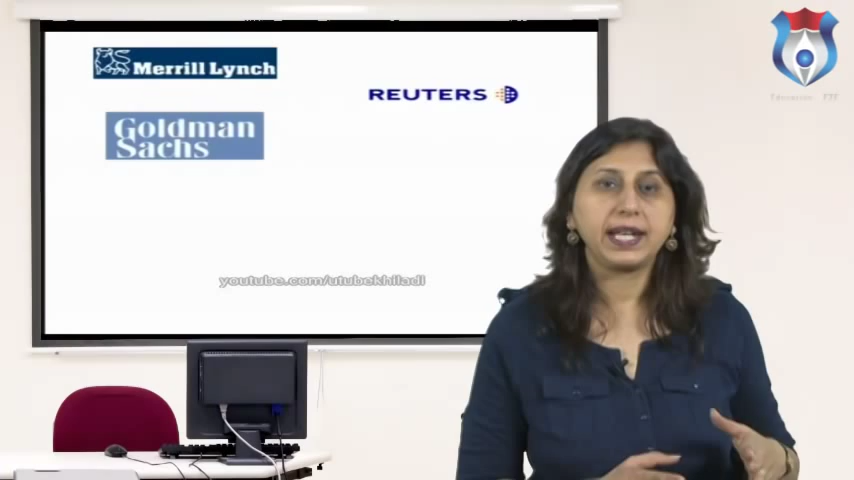 Merrill Lynch
REUTERS
Goldman
Sachs
youtube.com/utubekhiladi